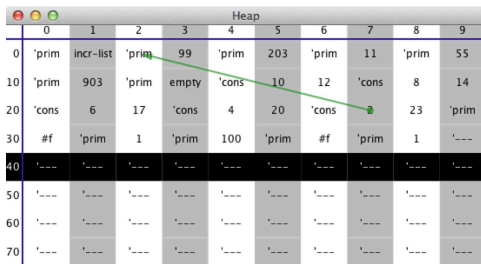 Heap
0 1 2 3 4 5 6 7 8 9
0 'prim incr-list 'prim 99 'prim 203 'prim 11 'prim 55
10 'prim 903 'prim empty 'cons 10 12 'cons 8 14
20 'cons 6 17 'cons 4 20 'cons 2 23 'prim
30 #f 'prim 1 'prim 100 'prim #f 'prim 1 '---
40 '--- '--- '--- '--- '--- '--- '--- '--- '--- '---
50 '--- '--- '--- '--- '--- '--- '--- '--- '--- '---
60 '--- '--- '--- '--- '--- '--- '--- '--- '--- '---
70 '--- '--- '--- '--- '--- '--- '--- '--- '--- '---